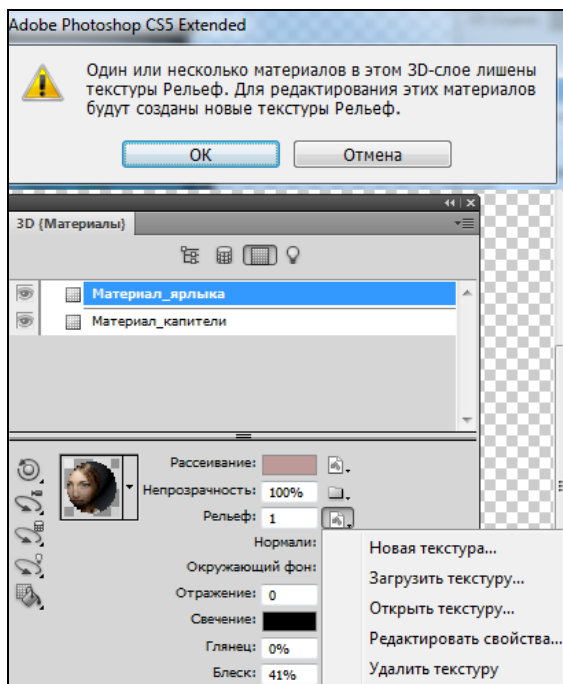 Adobe Photoshop CS5 Extended
Один или несколько материалов в этом 3D-слое лишены
текстуры Рельеф. Для редактирования этих материалов
будут созданы новые текстуры Рельеф.
ОК Отмена
3D {Материалы}
Материал_ярлыка
Материал_капители
Рассеивание:
Непрозрачность: 100%
Рельеф: 1
Нормали:
Окружающий фон:
Отражение: 0
Свечение:
Глянец: 0%
Блеск: 41%
Новая текстура...
Загрузить текстуру...
Открыть текстуру...
Редактировать свойства...
Удалить текстуру